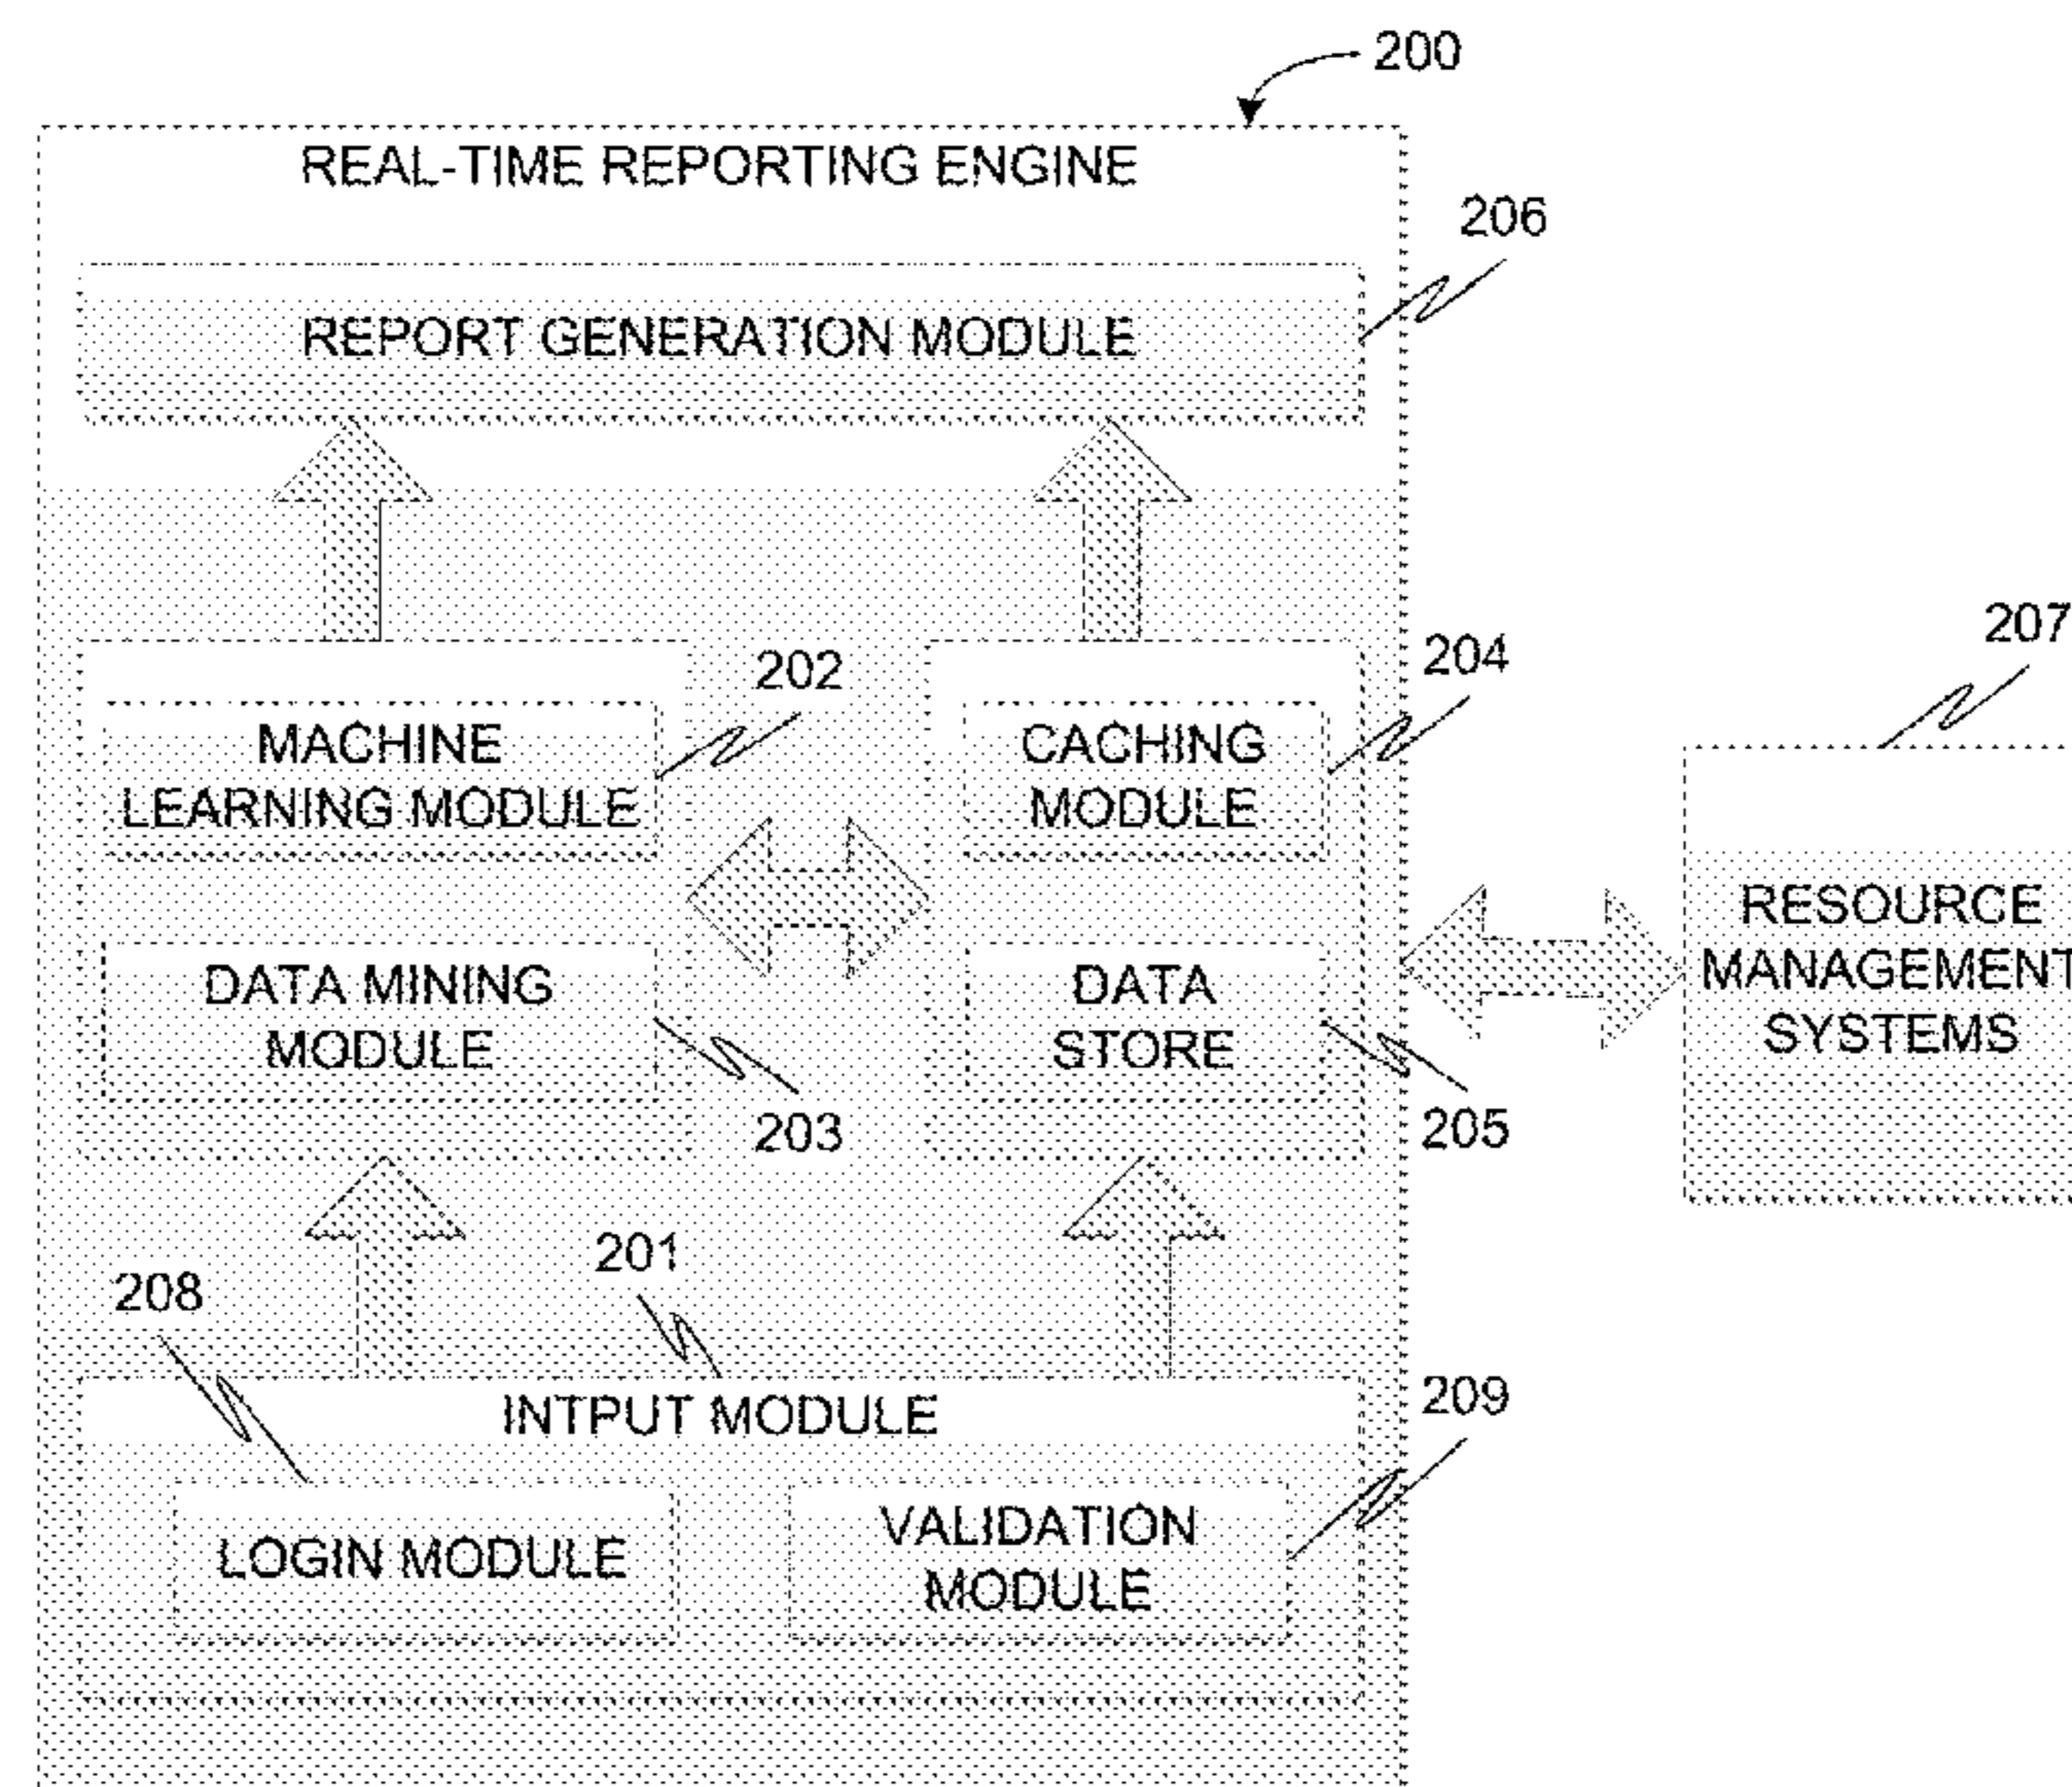 200
REAL-TIME REPORTING ENGINE
206
REPORT GENERATION MODULE
207
202
204
MACHINE
LEARNING MODULE
CACHING
MODULE
RESOURCE
MANAGEMENT
SYSTEMS
DATA MINING
MODULE
DATA
STORE
203
205
201
208
209
INTPUT MODULE
LOGIN MODULE
VALIDATION
MODULE